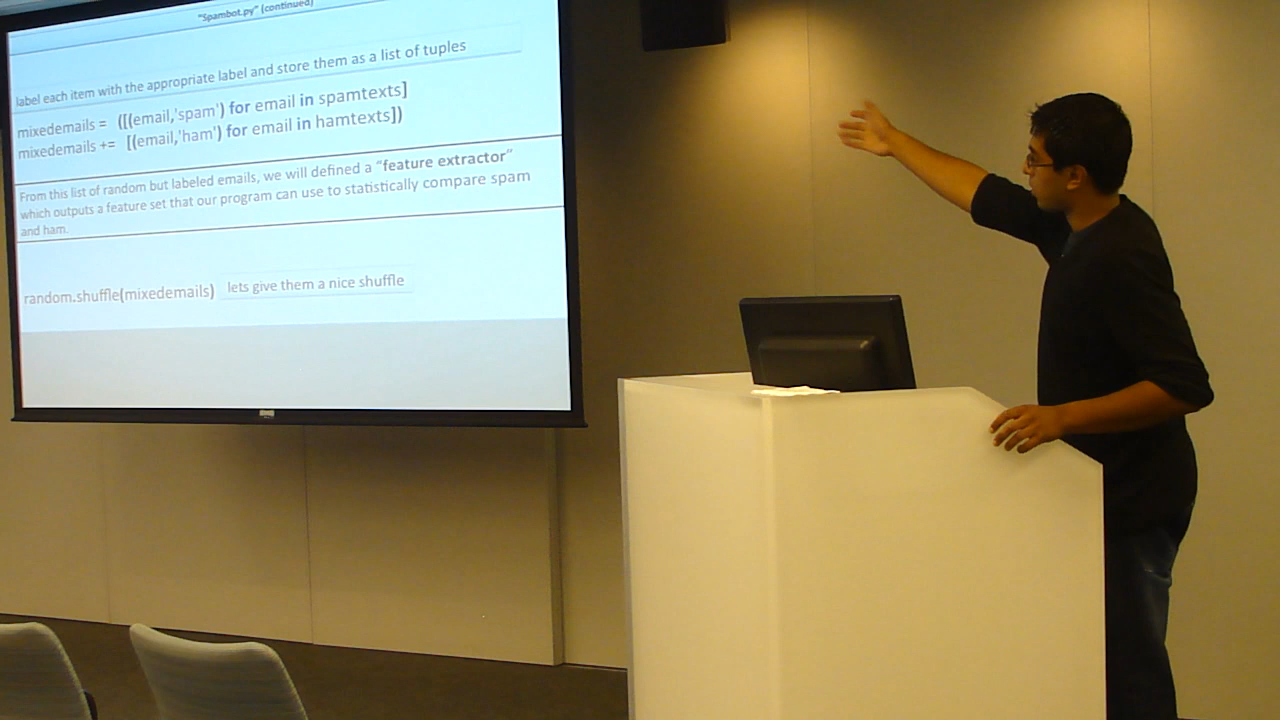 "Spambot.py" (continued)
label each item with the appropriate label and store them as a list of tuples
mixedemails = ([(email,'spam') for email in spamtexts]
mixedemails += [(email,'ham') for email in hamtexts])
From this list of random but labeled emails, we will defined a "feature extractor"
which outputs a feature set that our program can use to statistically compare spam
and ham.
random.shuffle(mixedemails) lets give them a nice shuffle